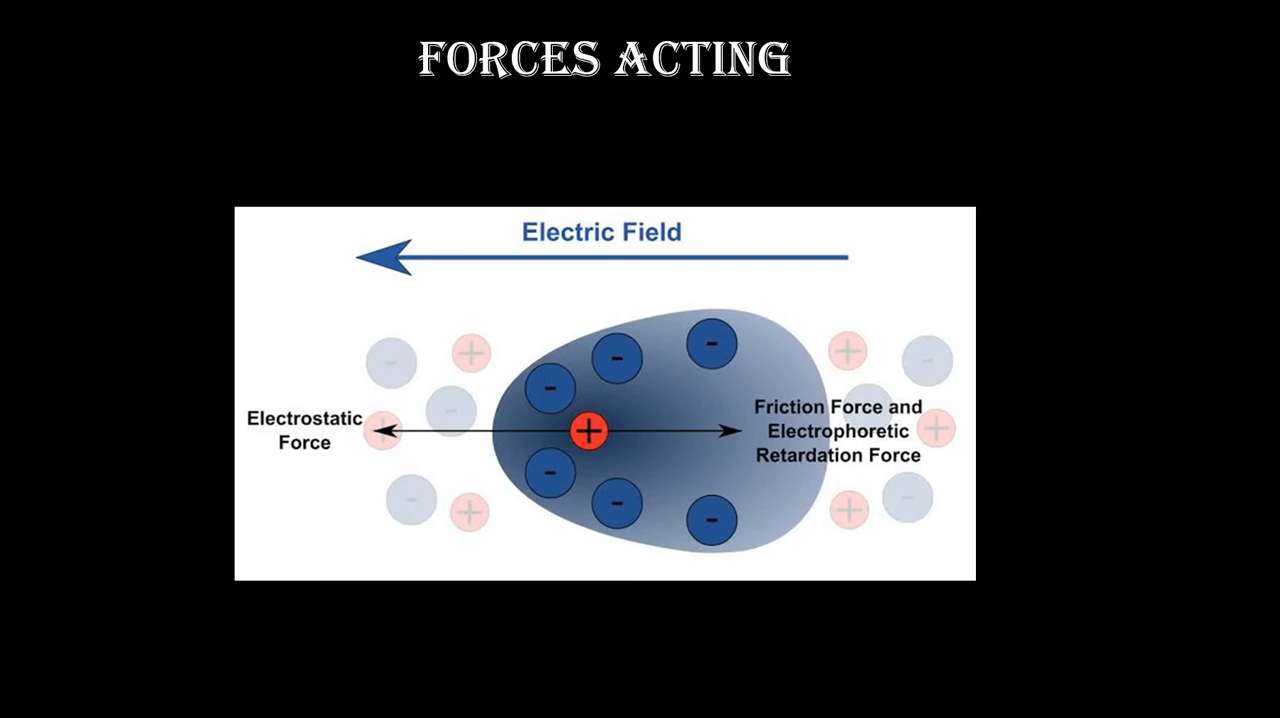 FORCES ACTING
Electric Field
Electrostatic
Force
Friction Force and
Electrophoretic
Retardation Force
- + - + - - - + - - - + - + - + - + -